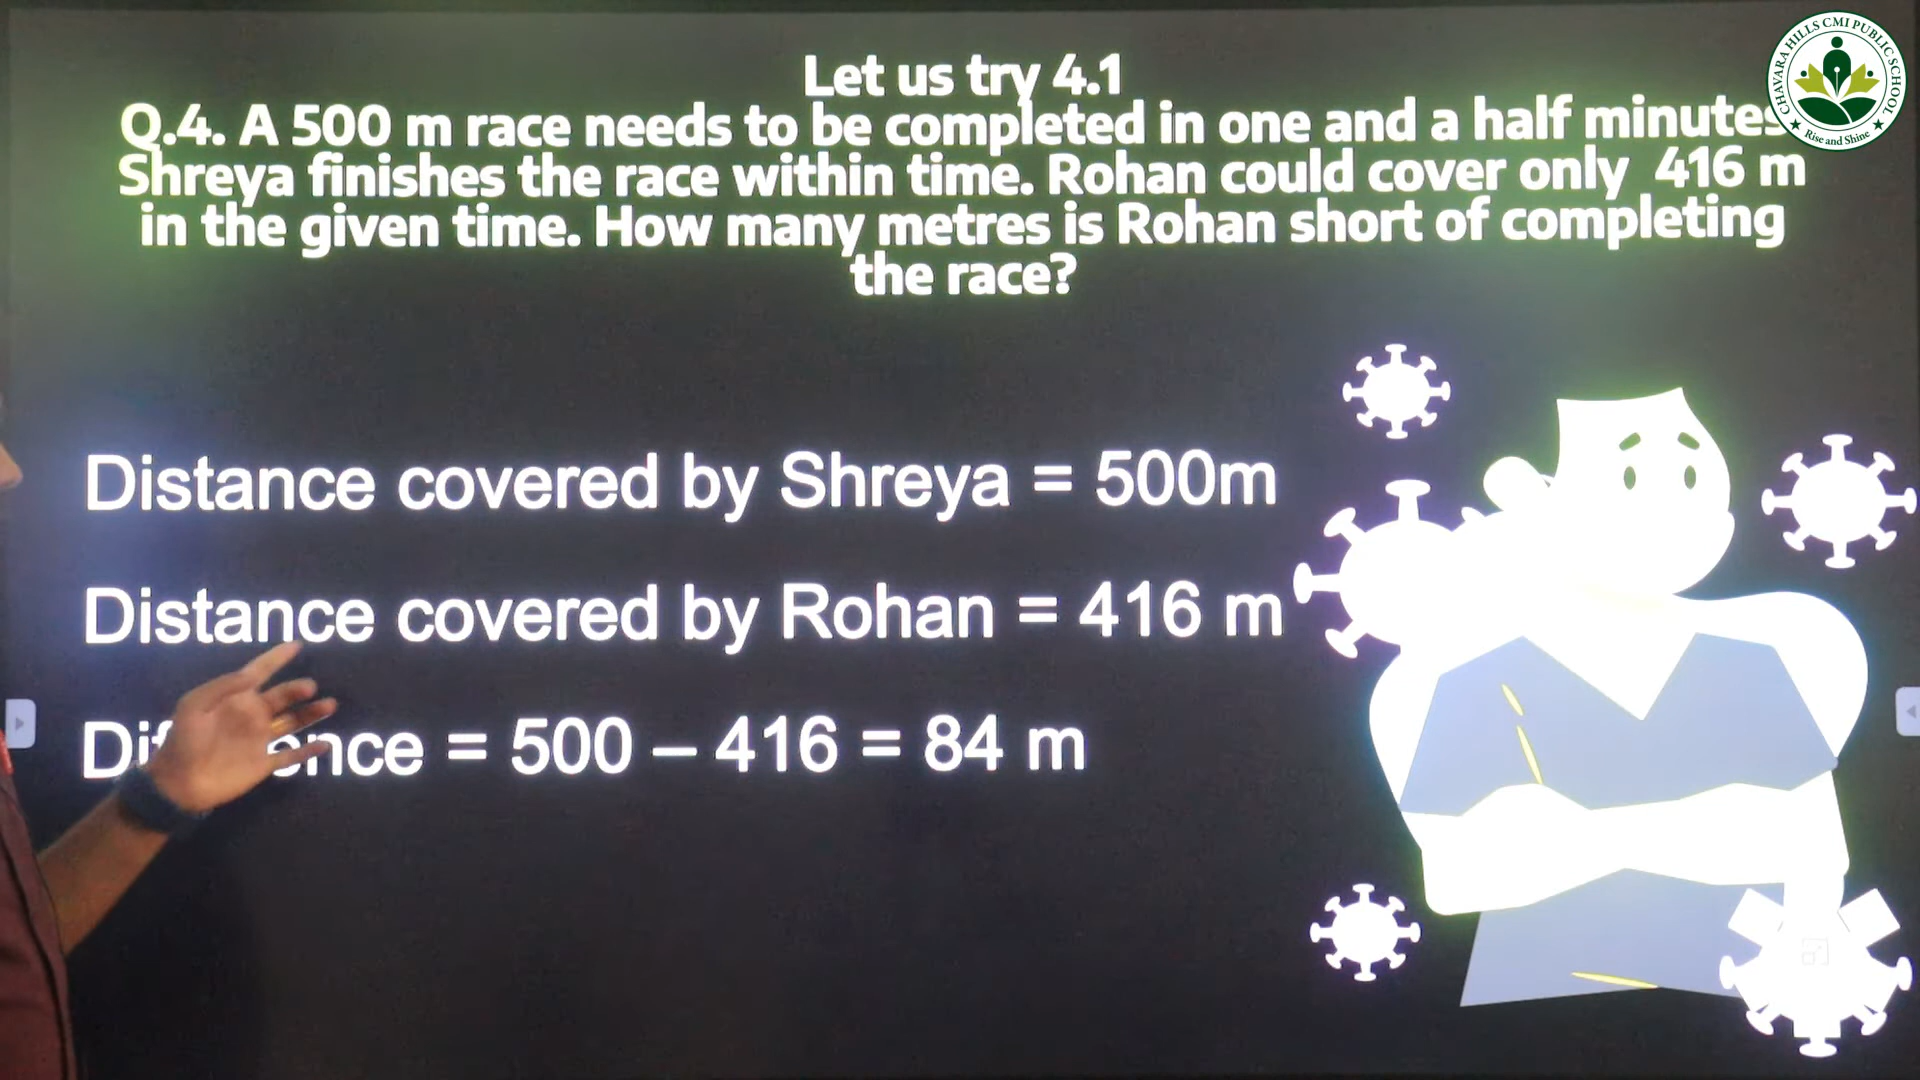 Let us try 4.1
Q.4. A 500 m race needs to be completed in one and a half minutes
Shreya finishes the race within time. Rohan could cover only 416 m
in the given time. How many metres is Rohan short of completing
the race?
Distance covered by Shreya = 500m
Distance covered by Rohan = 416 m
= 500 – 416 = 84 m
CHAVARA HILLS CMI PUBLIC SCHOOL
Rise and Shine